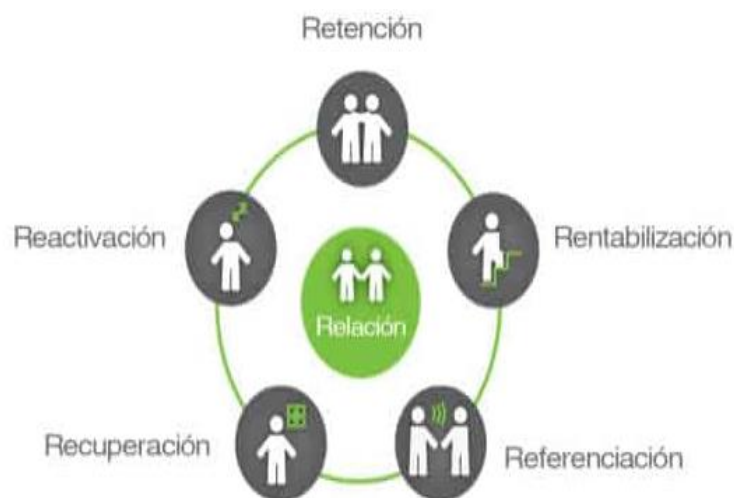 Retención
Reactivación
Rentabilización
Relación
Recuperación
Referenciación